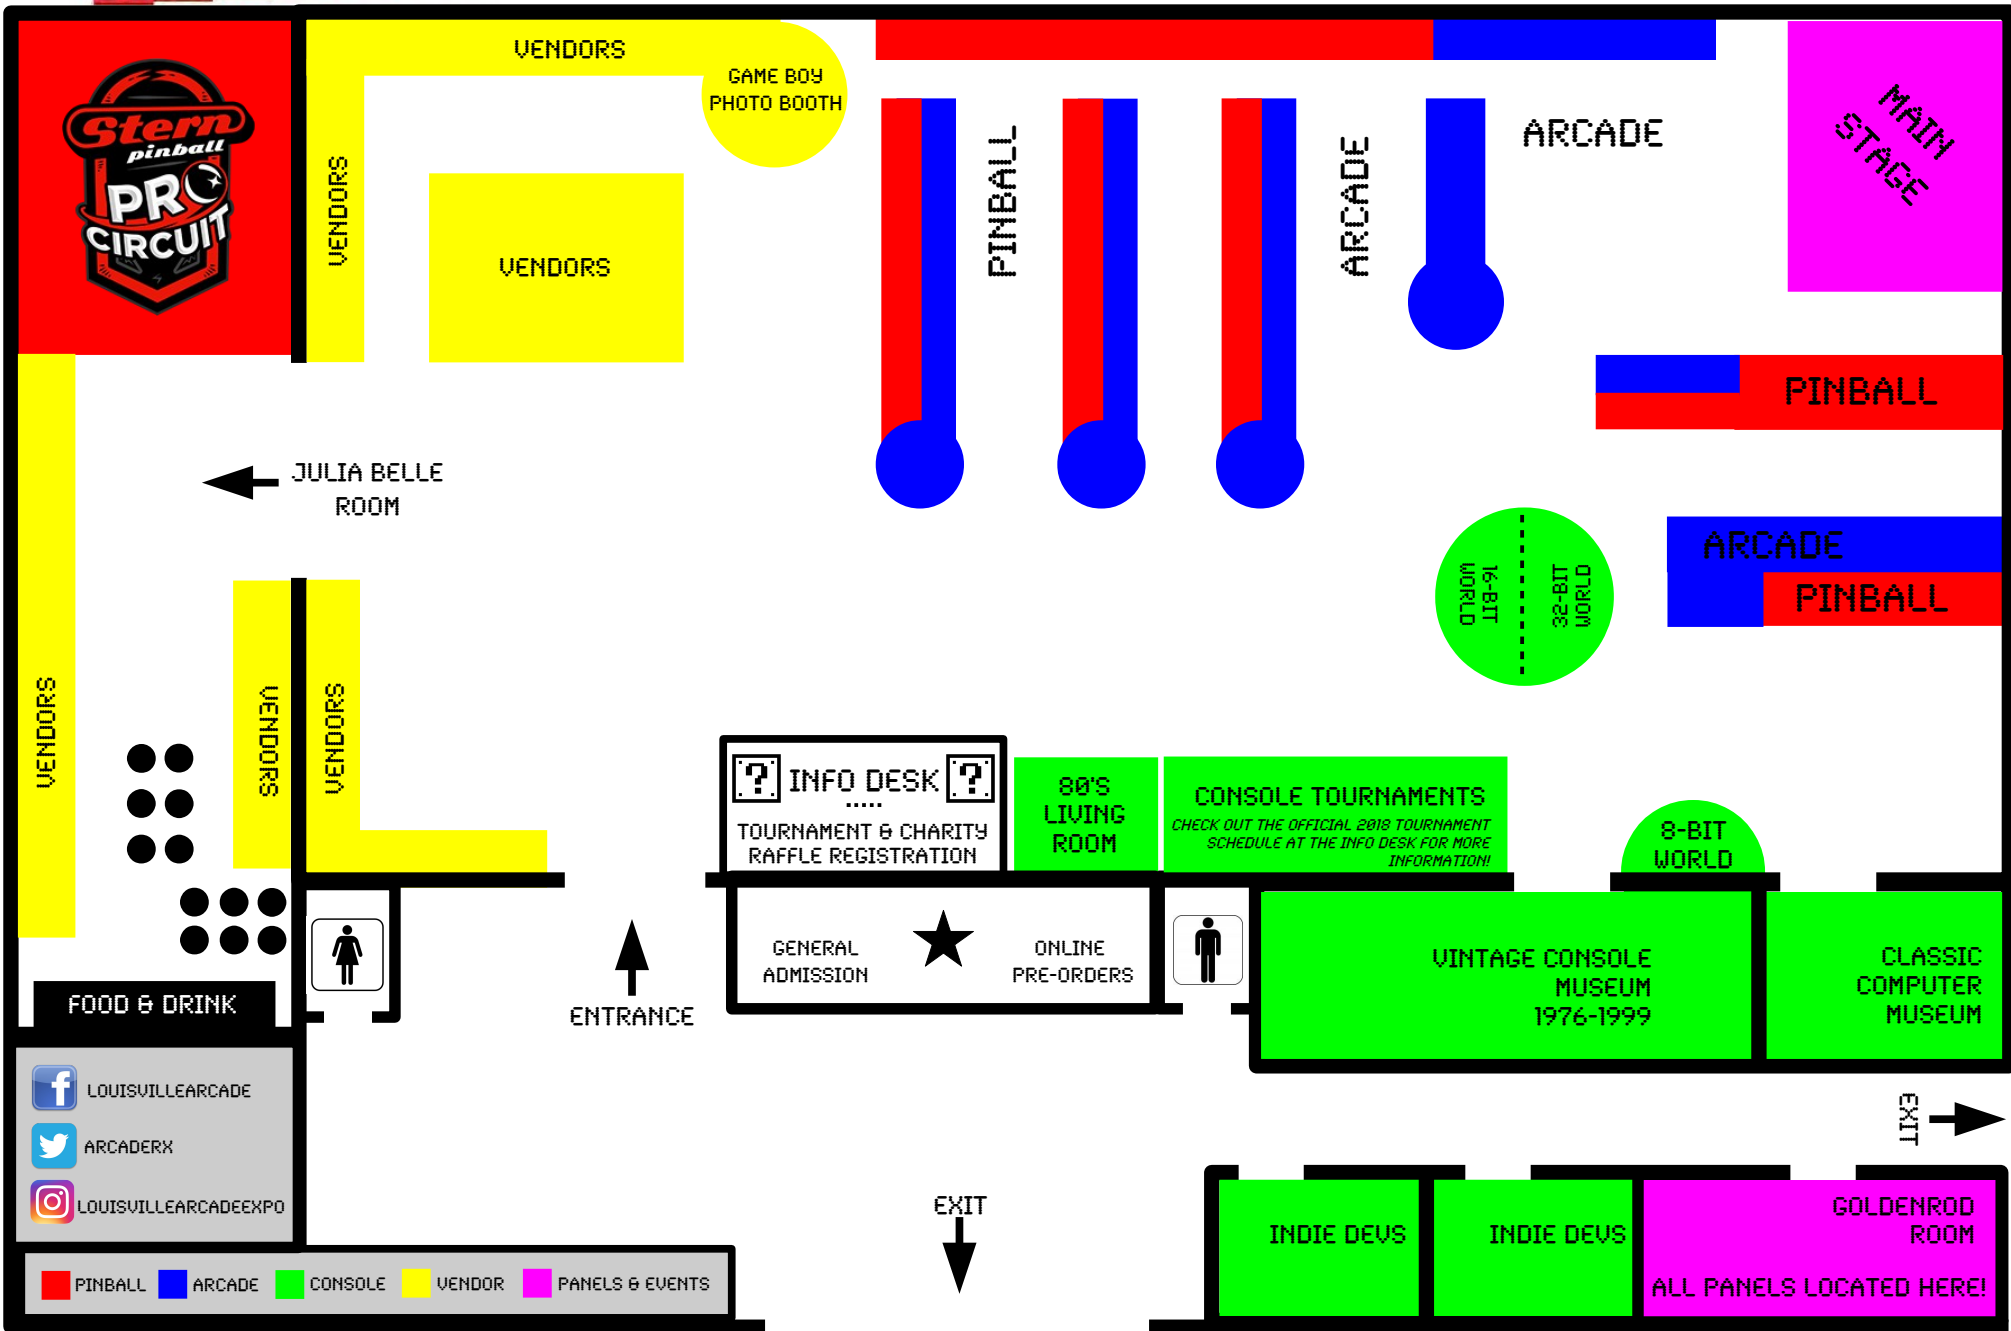 Stern
pinball
PRO
CIRCUIT
VENDORS
GAME BOY
PHOTO BOOTH
VENDORS
VENDORS
PINBALL
ARCADE
ARCADE
MAIN
STAGE
PINBALL
JULIA BELLE
ROOM
ARCADE
PINBALL
16-BIT
WORLD
32-BIT
WORLD
VENDORS
VENDORS
VENDORS
? INFO DESK ?
.....
TOURNAMENT & CHARITY
RAFFLE REGISTRATION
80'S
LIVING
ROOM
CONSOLE TOURNAMENTS
CHECK OUT THE OFFICIAL 2018 TOURNAMENT
SCHEDULE AT THE INFO DESK FOR MORE
INFORMATION!
8-BIT
WORLD
GENERAL
ADMISSION
ONLINE
PRE-ORDERS
VINTAGE CONSOLE
MUSEUM
1976-1999
CLASSIC
COMPUTER
MUSEUM
FOOD & DRINK
ENTRANCE
LOUISVILLEARCADE
ARCADERX
LOUISVILLEARCADEEXPO
EXIT
EXIT
INDIE DEVS
INDIE DEVS
GOLDENROD
ROOM
ALL PANELS LOCATED HERE!
PINBALL
ARCADE
CONSOLE
VENDOR
PANELS & EVENTS